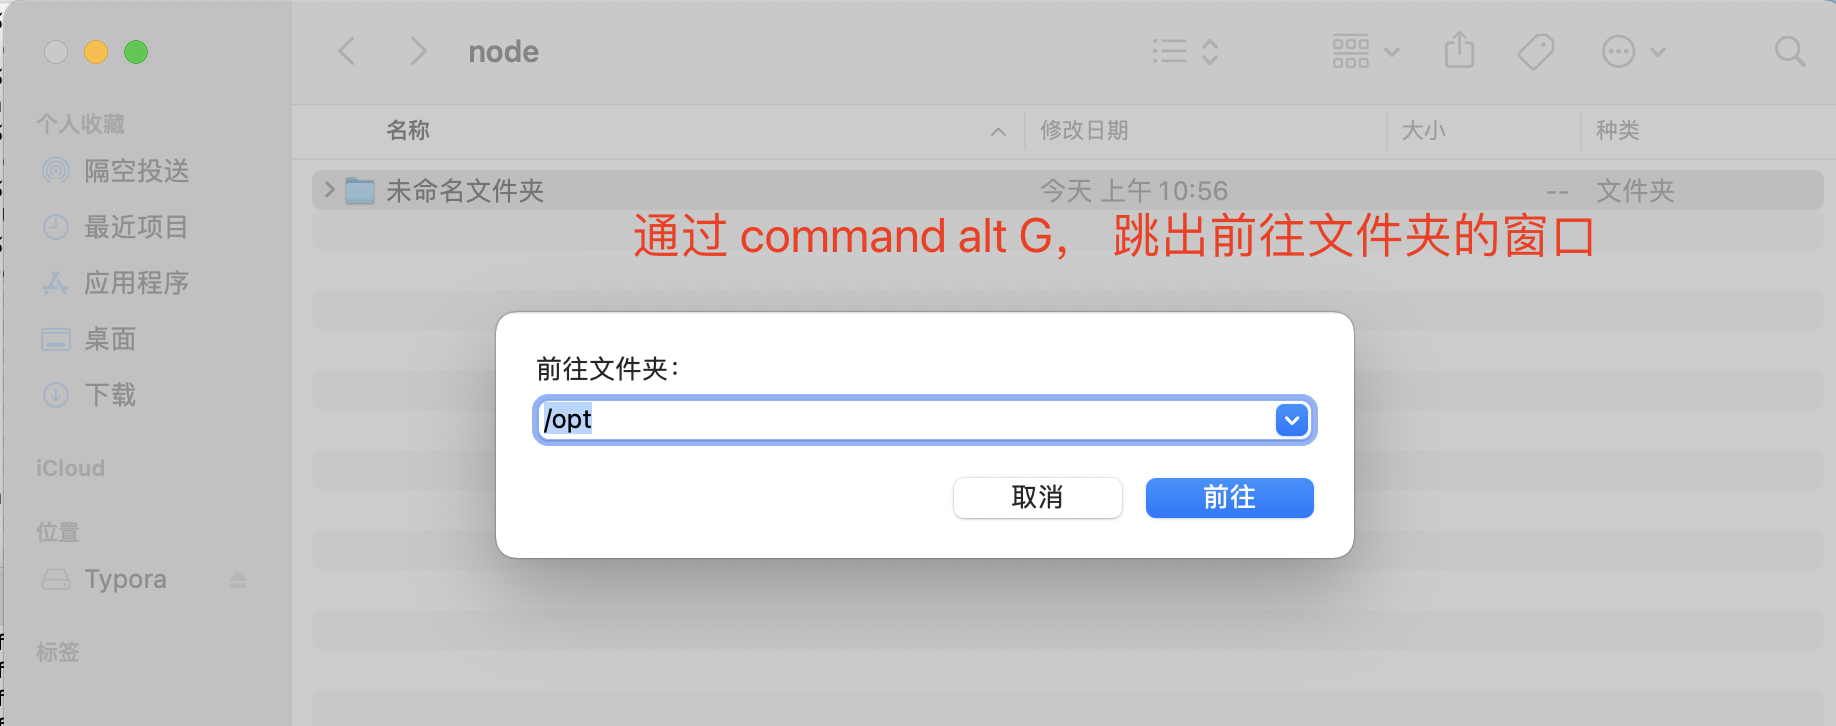 node
个人收藏
隔空投送
最近项目
应用程序
桌面
下载
iCloud
位置
Typora
标签
名称 修改日期 大小 种类
未命名文件夹 今天 上午 10:56 -- 文件夹
通过 command alt G， 跳出前往文件夹的窗口
前往文件夹：
/opt
取消 前往